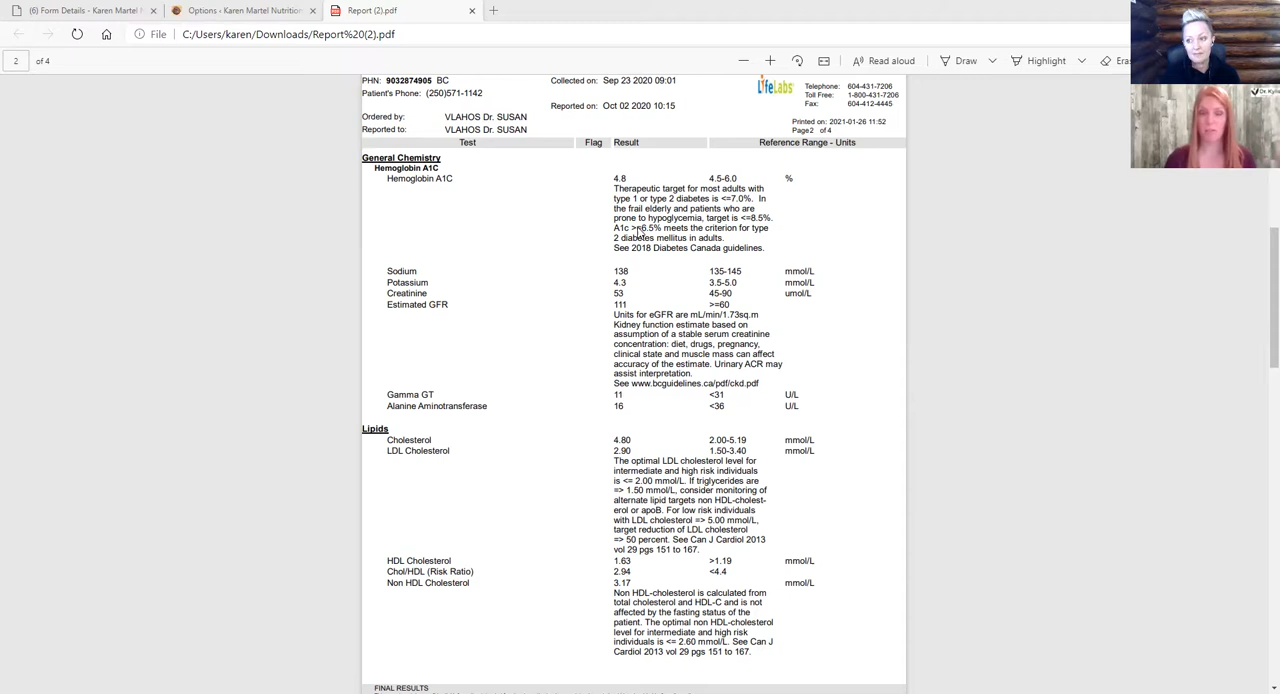 (6) Form Details - Karen Martel N
Options ‹ Karen Martel Nutrition
Report (2).pdf
File C:/Users/karen/Downloads/Report%20(2).pdf
2 of 4
Read aloud
Draw
Highlight
Eras
PHN: 9032874905 BC
Collected on: Sep 23 2020 09:01
LifeLabs
Telephone: 604-431-7206
Patient's Phone: (250)571-1142
Toll Free: 1-800-431-7206
Fax: 604-412-4445
Reported on: Oct 02 2020 10:15
Ordered by: VLAHOS Dr. SUSAN
Printed on: 2021-01-26 11:52
Reported to: VLAHOS Dr. SUSAN
Page2 of 4
Test Flag Result Reference Range - Units
General Chemistry
Hemoglobin A1C
Hemoglobin A1C 4.8 4.5-6.0 %
Therapeutic target for most adults with
type 1 or type 2 diabetes is <=7.0%. In
the frail elderly and patients who are
prone to hypoglycemia, target is <=8.5%.
A1c >=6.5% meets the criterion for type
2 diabetes mellitus in adults.
See 2018 Diabetes Canada guidelines.
Sodium 138 135-145 mmol/L
Potassium 4.3 3.5-5.0 mmol/L
Creatinine 53 45-90 umol/L
Estimated GFR 111 >=60
Units for eGFR are mL/min/1.73sq.m
Kidney function estimate based on
assumption of a stable serum creatinine
concentration: diet, drugs, pregnancy,
clinical state and muscle mass can affect
accuracy of the estimate. Urinary ACR may
assist interpretation.
See www.bcguidelines.ca/pdf/ckd.pdf
Gamma GT 11 <31 U/L
Alanine Aminotransferase 16 <36 U/L
Lipids
Cholesterol 4.80 2.00-5.19 mmol/L
LDL Cholesterol 2.90 1.50-3.40 mmol/L
The optimal LDL cholesterol level for
intermediate and high risk individuals
is <= 2.00 mmol/L. If triglycerides are
=> 1.50 mmol/L, consider monitoring of
alternate lipid targets non HDL-cholest-
erol or apoB. For low risk individuals
with LDL cholesterol => 5.00 mmol/L,
target reduction of LDL cholesterol
=> 50 percent. See Can J Cardiol 2013
vol 29 pgs 151 to 167.
HDL Cholesterol 1.63 >1.19 mmol/L
Chol/HDL (Risk Ratio) 2.94 <4.4
Non HDL Cholesterol 3.17 mmol/L
Non HDL-cholesterol is calculated from
total cholesterol and HDL-C and is not
affected by the fasting status of the
patient. The optimal non HDL-cholesterol
level for intermediate and high risk
individuals is <= 2.60 mmol/L. See Can J
Cardiol 2013 vol 29 pgs 151 to 167.
FINAL RESULTS